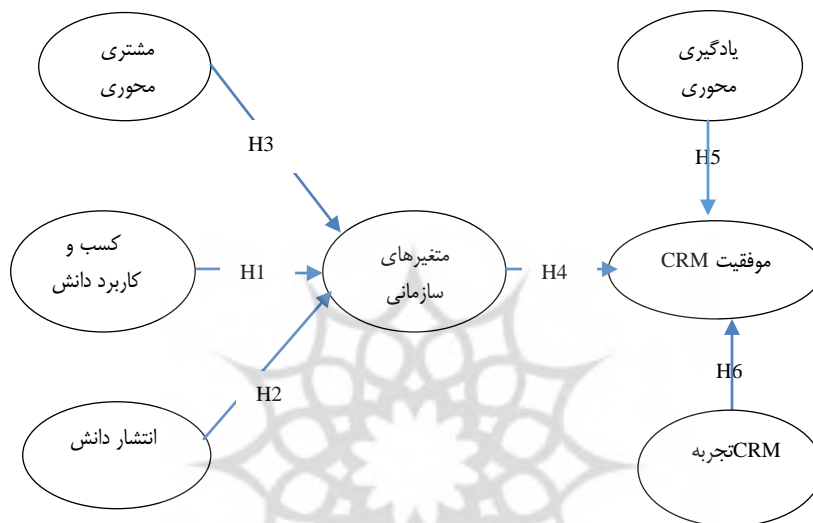 مشتری
محوری
یادگیری
محوری
H3
H5
کسب و
کاربرد دانش
H1
متغیرهای
سازمانی
H4
موفقیت CRM
H2
H6
انتشار دانش
CRMتجربه